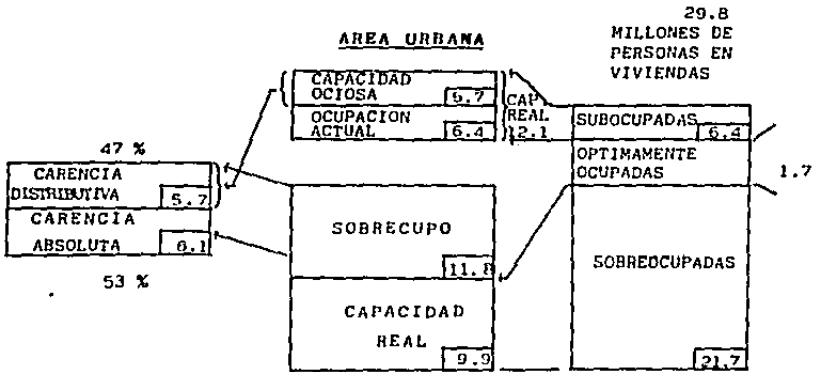 AREA URBANA
29.8
MILLONES DE
PERSONAS EN
VIVIENDAS
CAPACIDAD
OCIOSA 5.7
OCUPACION
ACTUAL 6.4
CAP.
REAL
12.1
SUBOCUPADAS 6.4
OPTIMAMENTE
OCUPADAS
1.7
47 %
CARENCIA
DISTRIBUTIVA 5.7
CARENCIA
ABSOLUTA 6.1
53 %
SOBRECUPO
11.8
CAPACIDAD
REAL
9.9
SOBREOCUPADAS
21.7